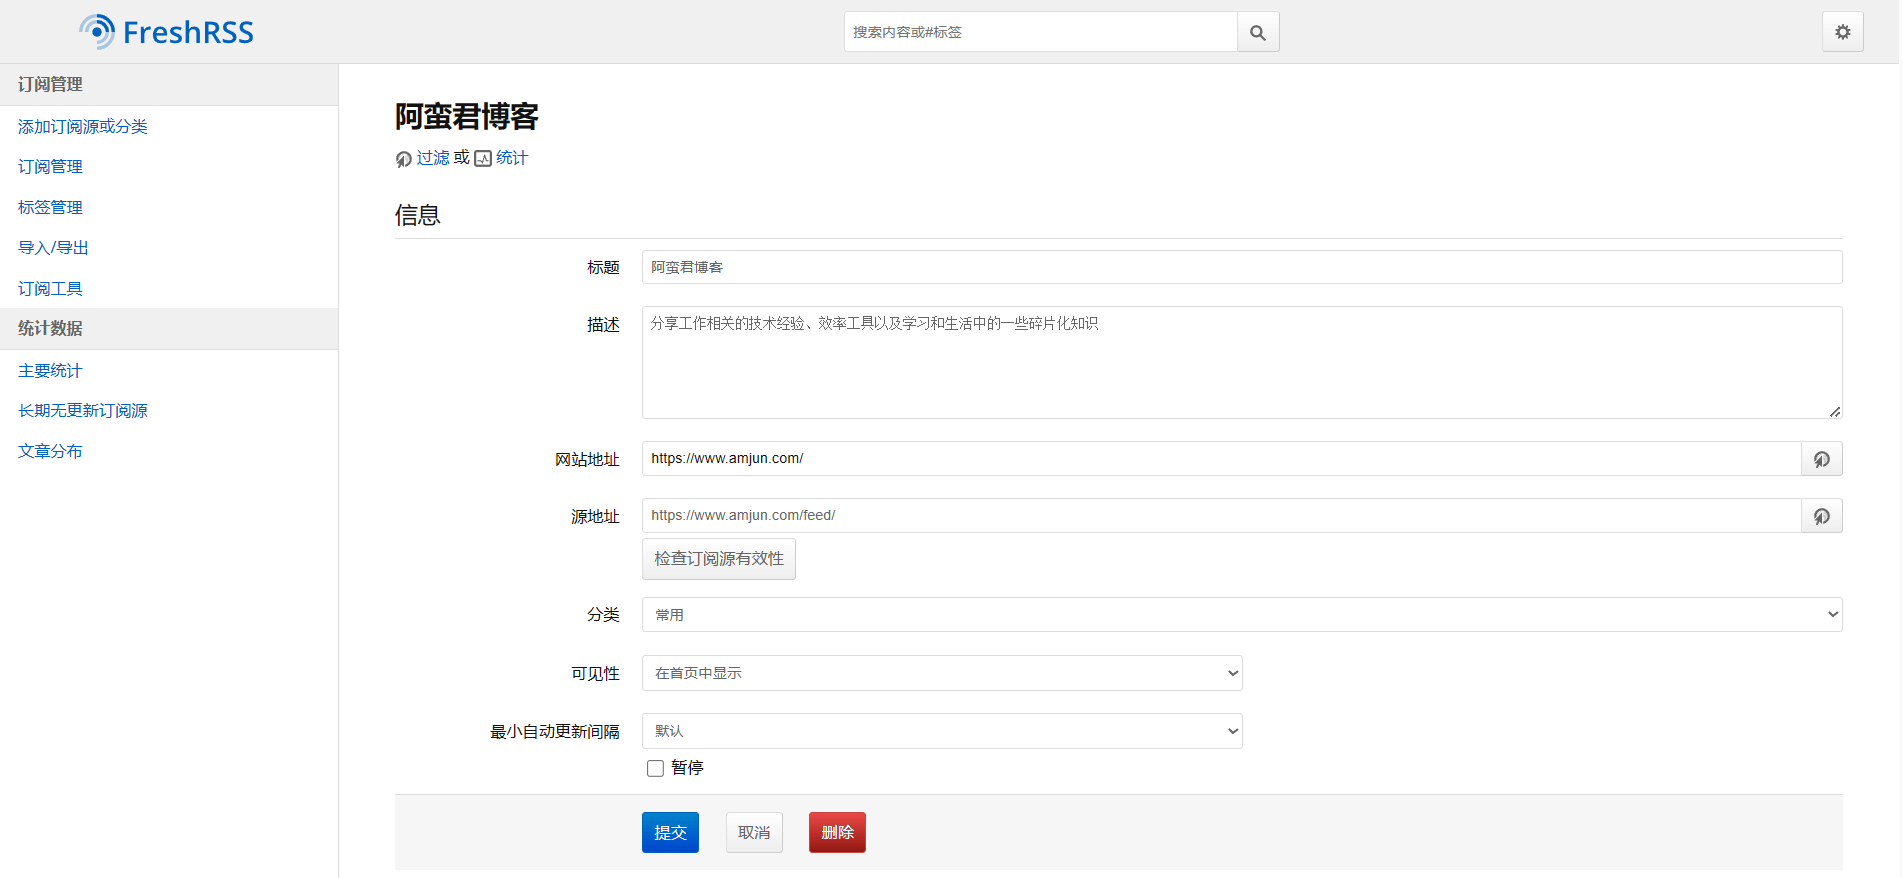 FreshRSS
搜索内容或#标签
订阅管理
添加订阅源或分类
订阅管理
标签管理
导入/导出
订阅工具
统计数据
主要统计
长期无更新订阅源
文章分布
阿蛮君博客
过滤 或 统计
信息
标题
阿蛮君博客
描述
分享工作相关的技术经验、效率工具以及学习和生活中的一些碎片化知识
网站地址
https://www.amjun.com/
源地址
https://www.amjun.com/feed/
检查订阅源有效性
分类
常用
可见性
在首页中显示
最小自动更新间隔
默认
暂停
提交
取消
删除